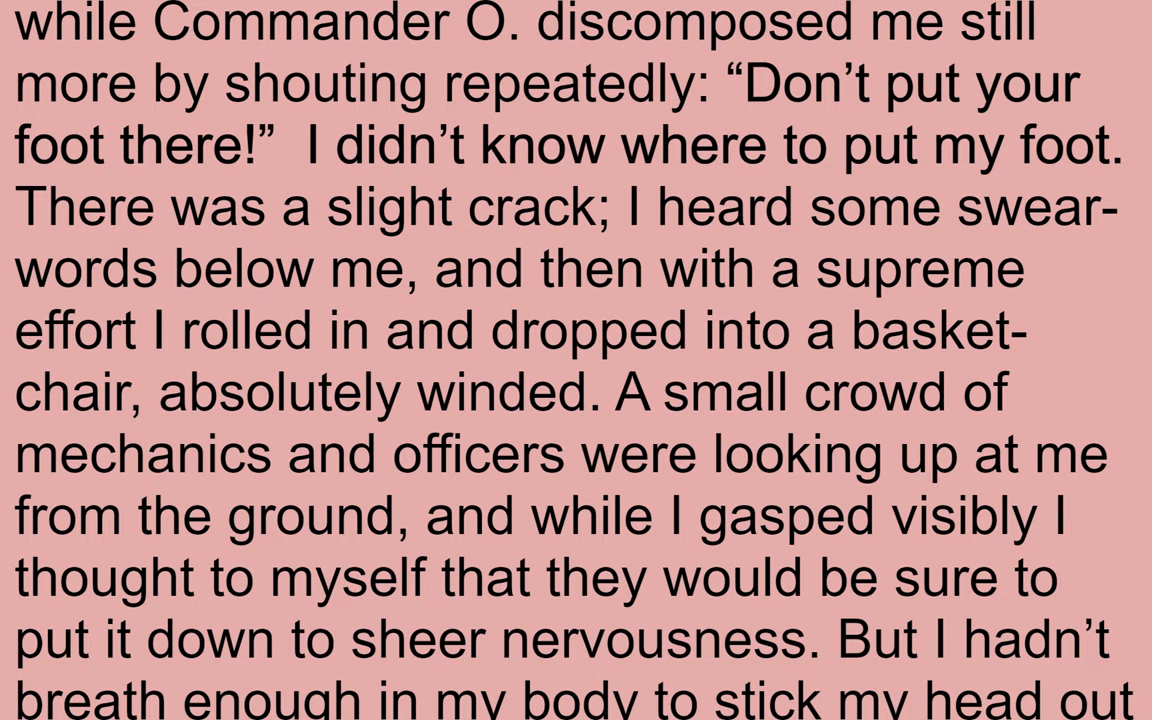 while Commander O. discomposed me still
more by shouting repeatedly: “Don’t put your
foot there!”  I didn’t know where to put my foot.
There was a slight crack; I heard some swear-
words below me, and then with a supreme
effort I rolled in and dropped into a basket-
chair, absolutely winded. A small crowd of
mechanics and officers were looking up at me
from the ground, and while I gasped visibly I
thought to myself that they would be sure to
put it down to sheer nervousness. But I hadn’t
breath enough in my body to stick my head out